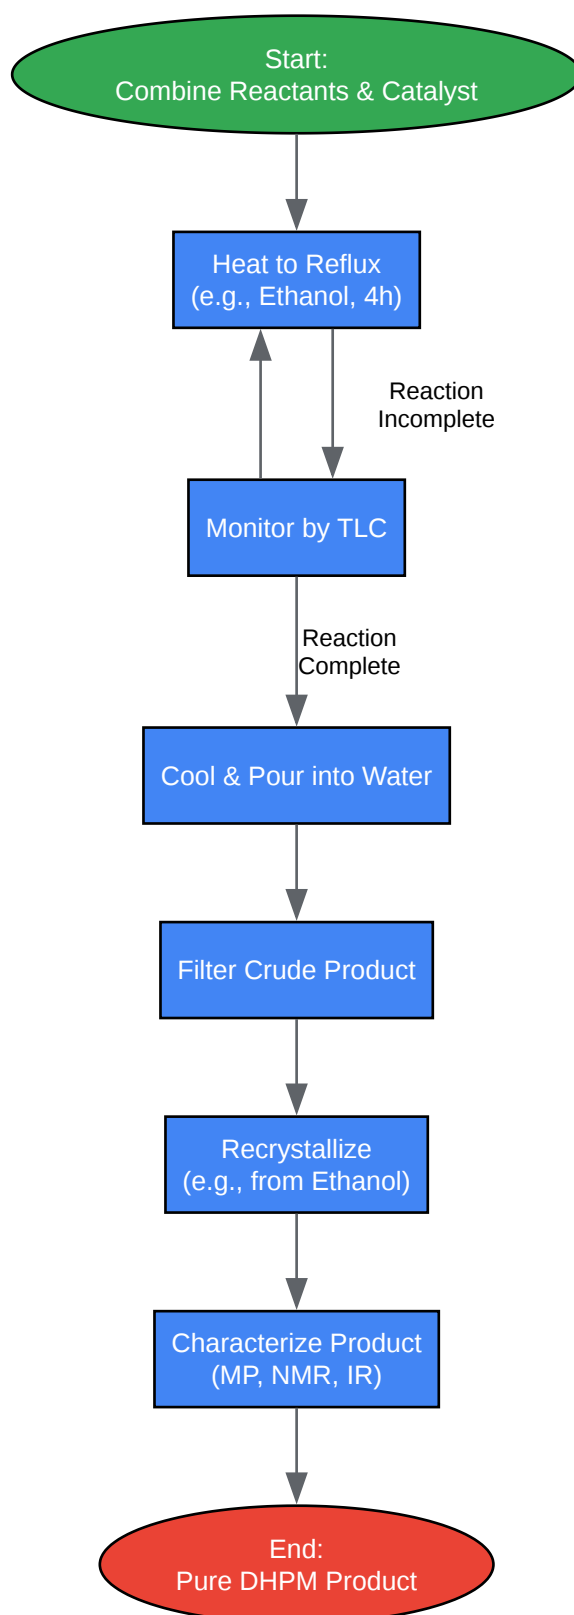 Start:
Combine Reactants & Catalyst
Heat to Reflux
(e.g., Ethanol, 4h)
Reaction
Incomplete
Monitor by TLC
Reaction
Complete
Cool & Pour into Water
Filter Crude Product
Recrystallize
(e.g., from Ethanol)
Characterize Product
(MP, NMR, IR)
End:
Pure DHPM Product